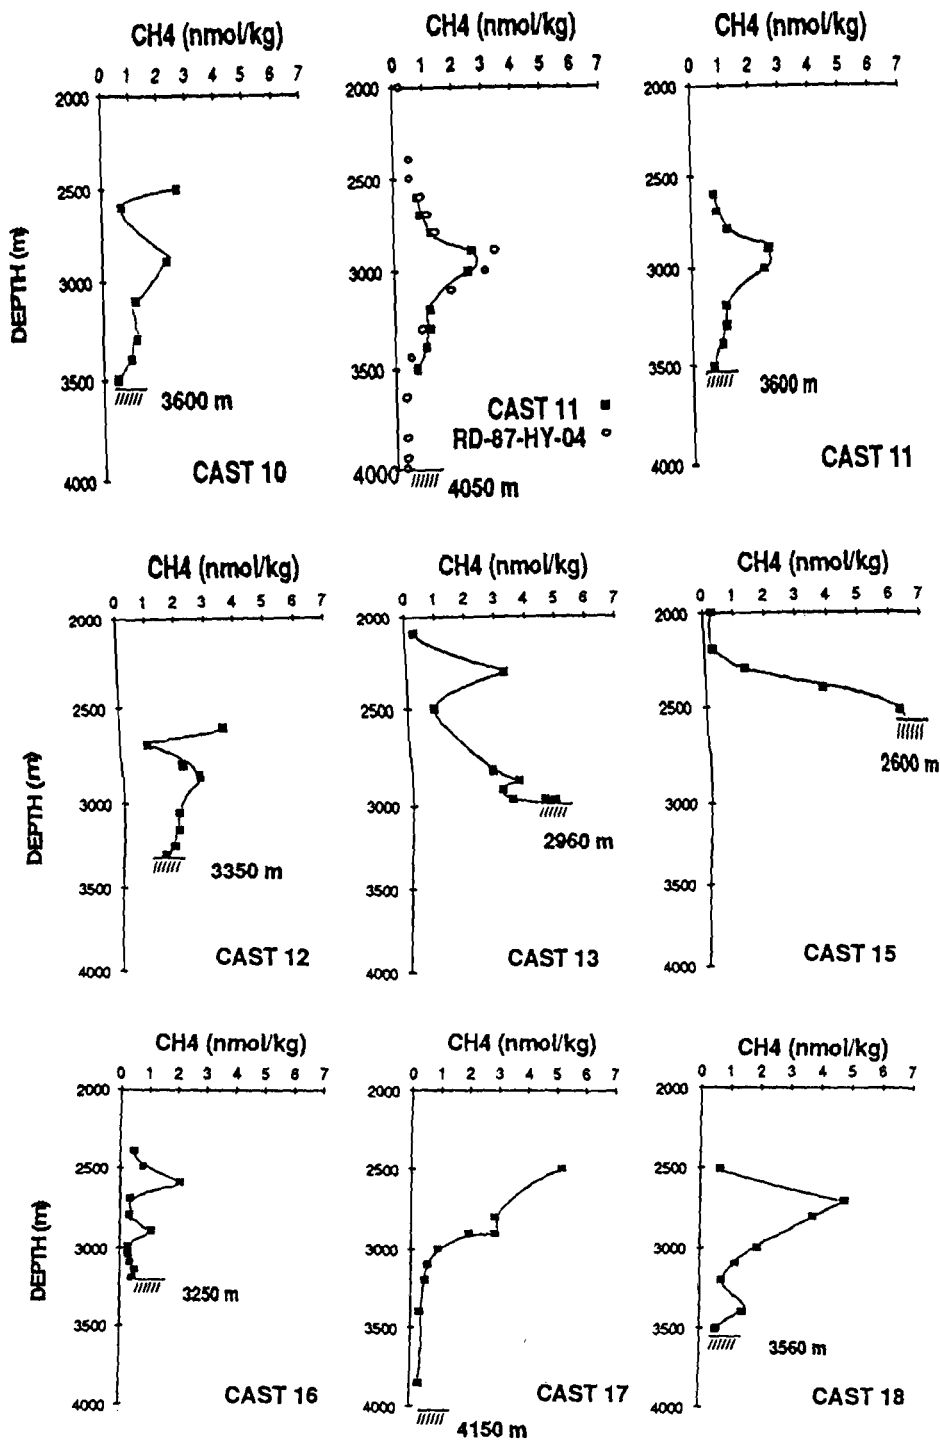 CH4 (nmol/kg)
0 1 2 3 4 5 6 7
2000
2500
3000
3500
4000
DEPTH (m)
3600 m
CAST 10
CH4 (nmol/kg)
0 1 2 3 4 5 6 7
2000
2500
3000
3500
4000
CAST 11
RD-87-HY-04
4050 m
CH4 (nmol/kg)
0 1 2 3 4 5 6 7
2000
2500
3000
3500
4000
3600 m
CAST 11
CH4 (nmol/kg)
0 1 2 3 4 5 6 7
2000
2500
3000
3500
4000
DEPTH (m)
3350 m
CAST 12
CH4 (nmol/kg)
0 1 2 3 4 5 6 7
2000
2500
3000
3500
4000
2960 m
CAST 13
CH4 (nmol/kg)
0 1 2 3 4 5 6 7
2000
2500
3000
3500
4000
2600 m
CAST 15
CH4 (nmol/kg)
0 1 2 3 4 5 6 7
2000
2500
3000
3500
4000
DEPTH (m)
3250 m
CAST 16
CH4 (nmol/kg)
0 1 2 3 4 5 6 7
2000
2500
3000
3500
4000
CAST 17
4150 m
CH4 (nmol/kg)
0 1 2 3 4 5 6 7
2000
2500
3000
3500
4000
3560 m
CAST 18